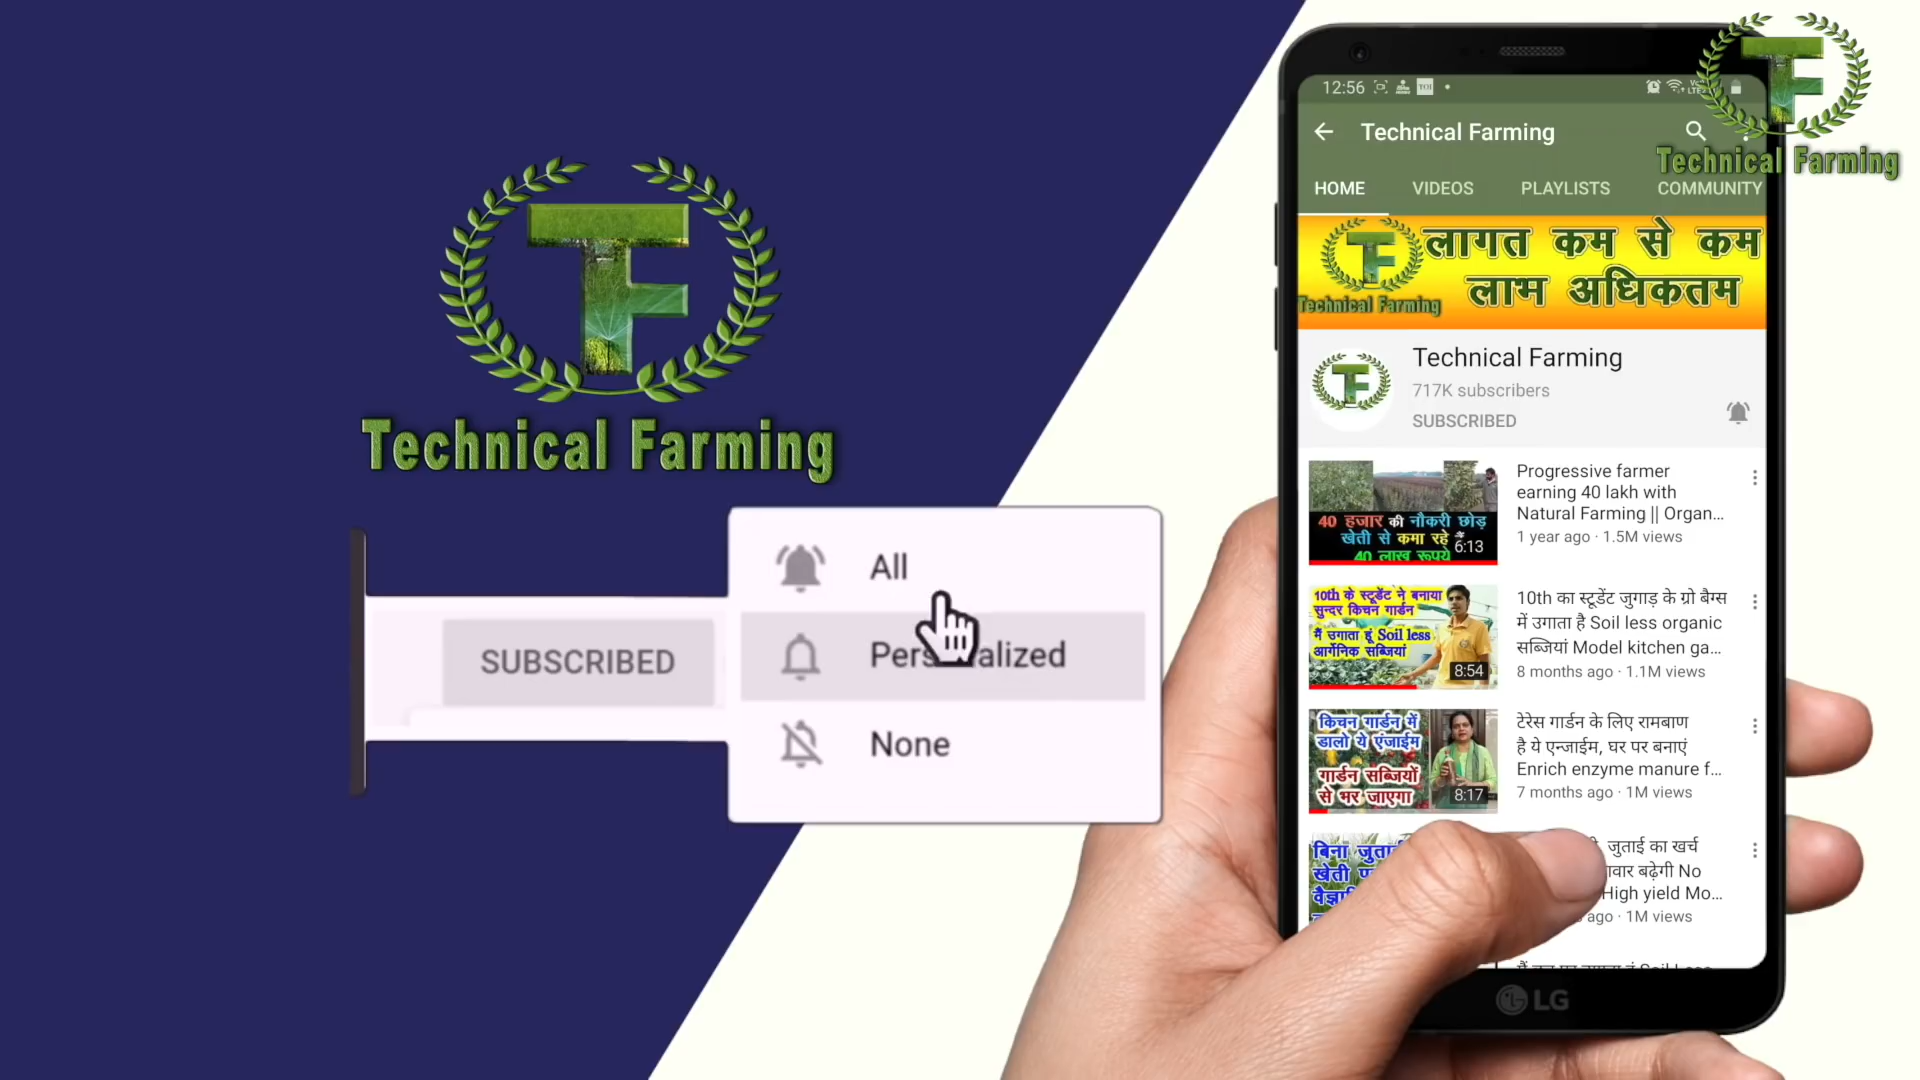 Technical Farming
SUBSCRIBED
All
None
12:56
Technical Farming
Technical Farming
HOME VIDEOS PLAYLISTS COMMUNITY
लागत कम से कम
लाभ अधिकतम
Technical Farming
Technical Farming
717K subscribers
SUBSCRIBED
40 हजार की नौकरी छोड़
खेती से कमा रहे हैं
40 लाख रूपये
6:13
Progressive farmer
earning 40 lakh with
Natural Farming || Organ...
1 year ago · 1.5M views
10th के स्टूडेंट ने बनाया
सुन्दर किचन गार्डन
मैं उगाता हूं Soil less
आर्गेनिक सब्जियां
8:54
10th का स्टूडेंट जुगाड़ के ग्रो बैग्स
में उगाता है Soil less organic
सब्जियां Model kitchen ga...
8 months ago · 1.1M views
किचन गार्डन में
डालो ये एंजाईम
गार्डन सब्जियों
से भर जाएगा
8:17
टेरेस गार्डन के लिए रामबाण
है ये एन्जाईम, घर पर बनाएं
Enrich enzyme manure f...
7 months ago · 1M views
बिना
खेती
जुताई का खर्च
बढ़ेगी No
High yield Mo...
ago · 1M views
LG